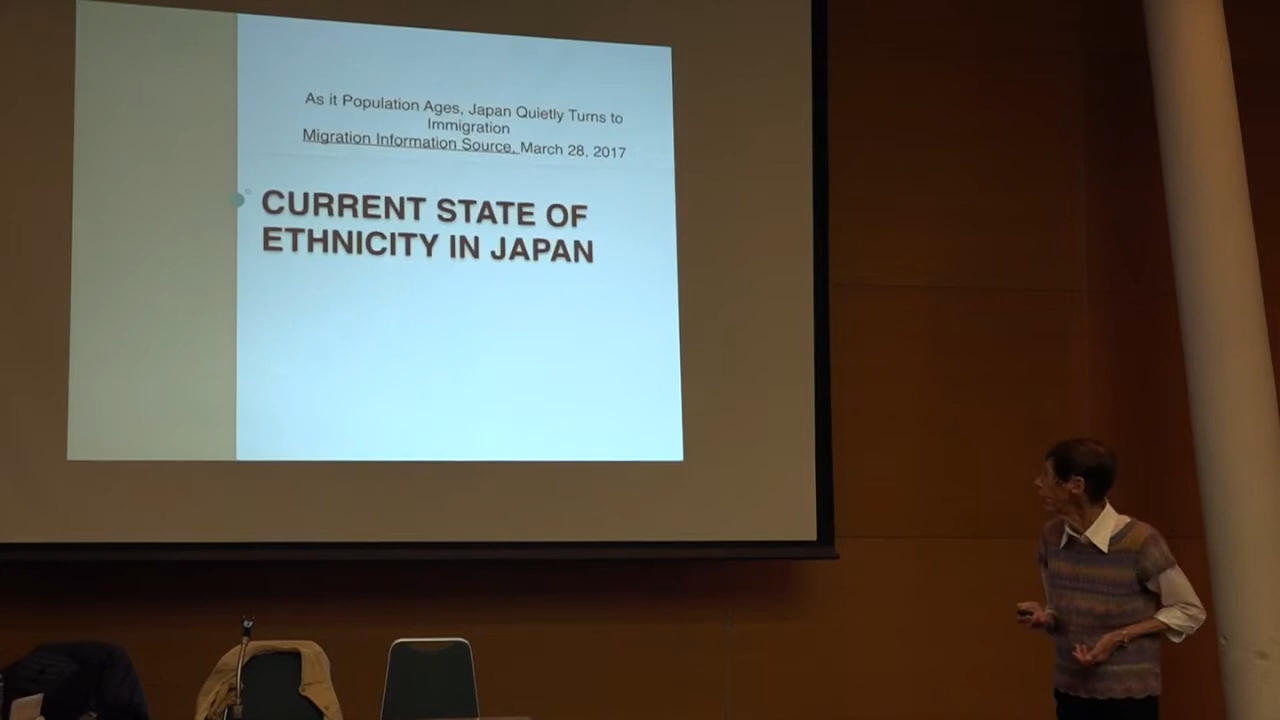 As it Population Ages, Japan Quietly Turns to
Immigration
Migration Information Source, March 28, 2017
CURRENT STATE OF
ETHNICITY IN JAPAN